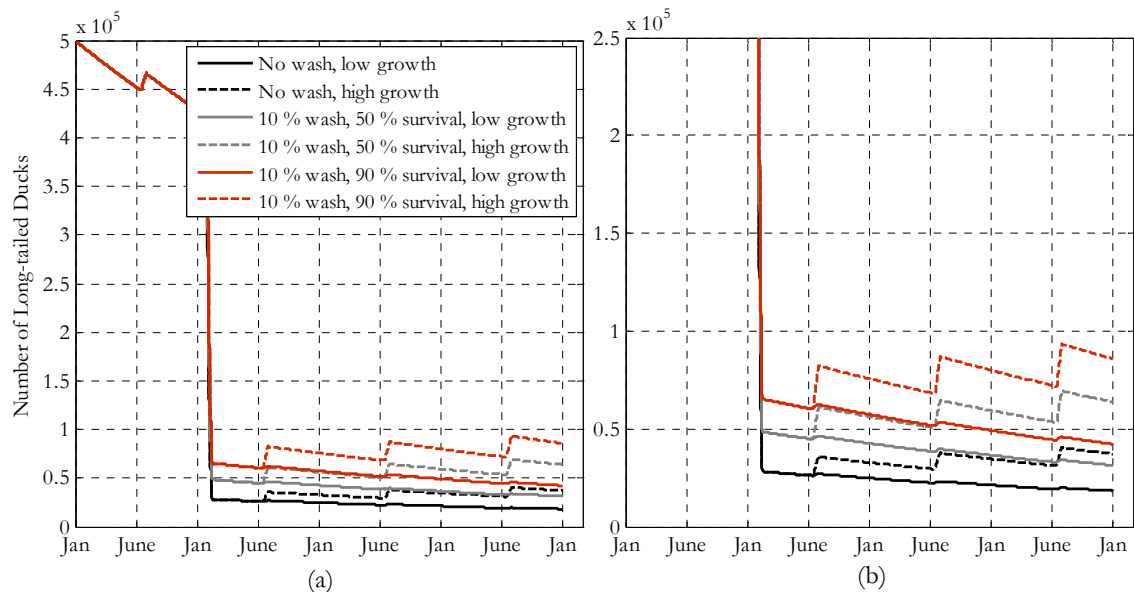 x 10⁵
5
4.5
4
3.5
3
2.5
2
1.5
1
0.5
0
Number of Long-tailed Ducks
No wash, low growth
No wash, high growth
10 % wash, 50 % survival, low growth
10 % wash, 50 % survival, high growth
10 % wash, 90 % survival, low growth
10 % wash, 90 % survival, high growth
Jan June Jan June Jan June Jan June Jan
(a)
x 10⁵
2.5
2
1.5
1
0.5
0
Jan June Jan June Jan June Jan June Jan
(b)